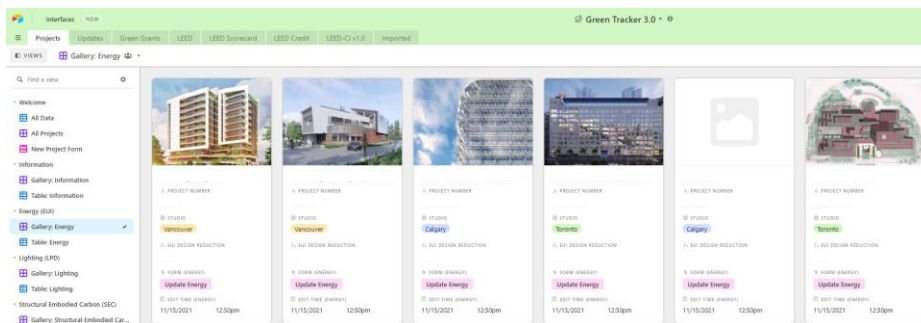 Interfaces NEW
Green Tracker 3.0
Projects Updates Green Grants LEED LEED Scorecard LEED Credit LEED-CI v1.0 Imported
VIEWS Gallery: Energy
Find a view
Welcome
All Data
All Projects
New Project Form
Information
Gallery: Information
Table: Information
Energy (EUI)
Gallery: Energy
Table: Energy
Lighting (LPD)
Gallery: Lighting
Table: Lighting
Structural Embodied Carbon (SEC)
Gallery: Structural Embodied Car...
PROJECT NUMBER PROJECT NUMBER PROJECT NUMBER PROJECT NUMBER PROJECT NUMBER PROJECT NUMBER
STUDIO STUDIO STUDIO STUDIO STUDIO STUDIO
Vancouver Vancouver Calgary Toronto Calgary Toronto
EUI DESIGN REDUCTION EUI DESIGN REDUCTION EUI DESIGN REDUCTION EUI DESIGN REDUCTION EUI DESIGN REDUCTION EUI DESIGN REDUCTION
FORM (ENERGY) FORM (ENERGY) FORM (ENERGY) FORM (ENERGY) FORM (ENERGY) FORM (ENERGY)
Update Energy Update Energy Update Energy Update Energy Update Energy Update Energy
EDIT TIME (ENERGY) EDIT TIME (ENERGY) EDIT TIME (ENERGY) EDIT TIME (ENERGY) EDIT TIME (ENERGY) EDIT TIME (ENERGY)
11/15/2021 12:50pm 11/15/2021 12:50pm 11/15/2021 12:50pm 11/15/2021 12:50pm 11/15/2021 12:50pm 11/15/2021 12:50pm